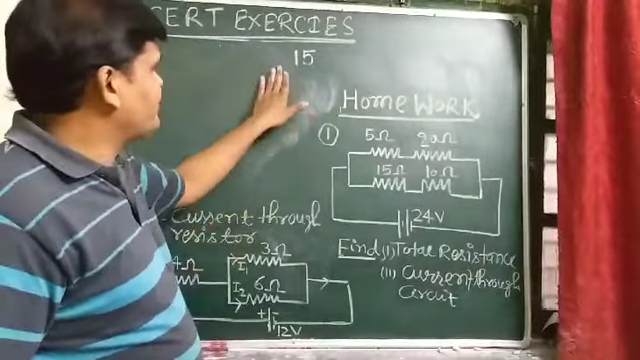 CERT EXERCIES
15
Home WORK
① 5Ω 20Ω
15Ω 10Ω
24V
Find (i) Total Resistance
(ii) Current through
Circuit
Current through
resistor
4Ω
I₁ 3Ω
I₂ 6Ω
+ -
12V